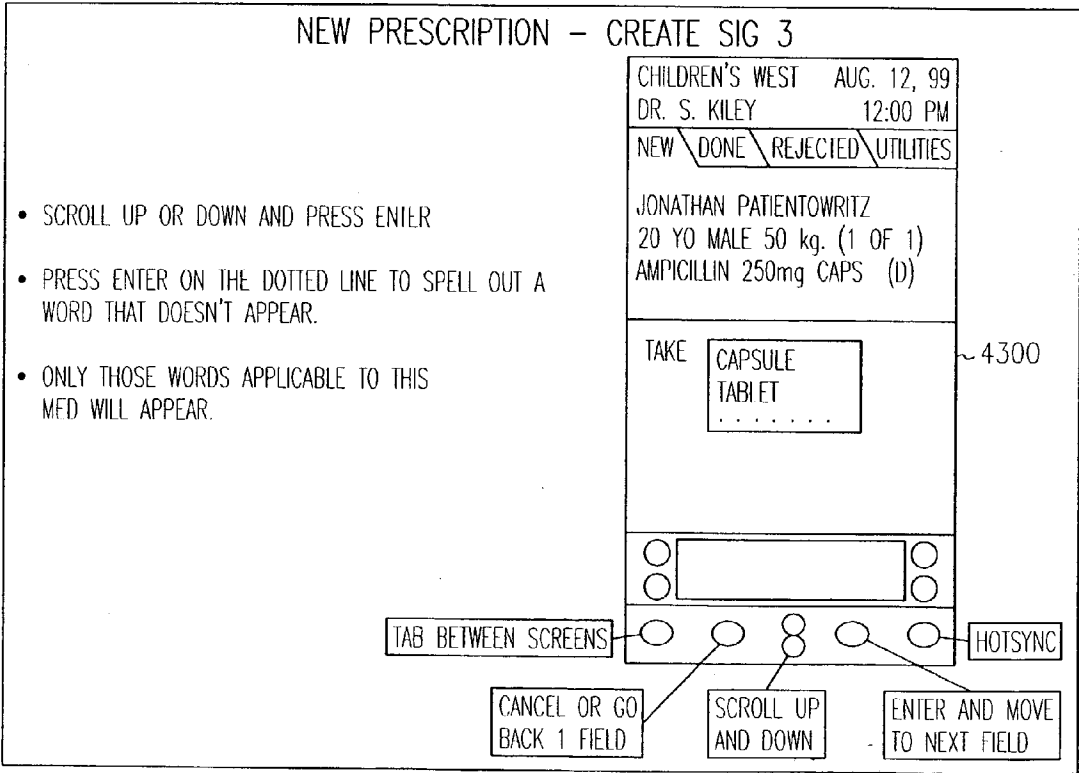 NEW PRESCRIPTION – CREATE SIG 3
CHILDREN'S WEST AUG. 12, 99
DR. S. KILEY 12:00 PM
NEW DONE REJECTED UTILITIES
JONATHAN PATIENTOWRITZ
20 YO MALE 50 kg. (1 OF 1)
AMPICILLIN 250mg CAPS (D)
• SCROLL UP OR DOWN AND PRESS ENTER
• PRESS ENTER ON THE DOTTED LINE TO SPELL OUT A
WORD THAT DOESN'T APPEAR.
• ONLY THOSE WORDS APPLICABLE TO THIS
MED WILL APPEAR.
TAKE CAPSULE
TABLET
. . . . . . .
4300
TAB BETWEEN SCREENS
HOTSYNC
CANCEL OR GO
BACK 1 FIELD
SCROLL UP
AND DOWN
ENTER AND MOVE
TO NEXT FIELD